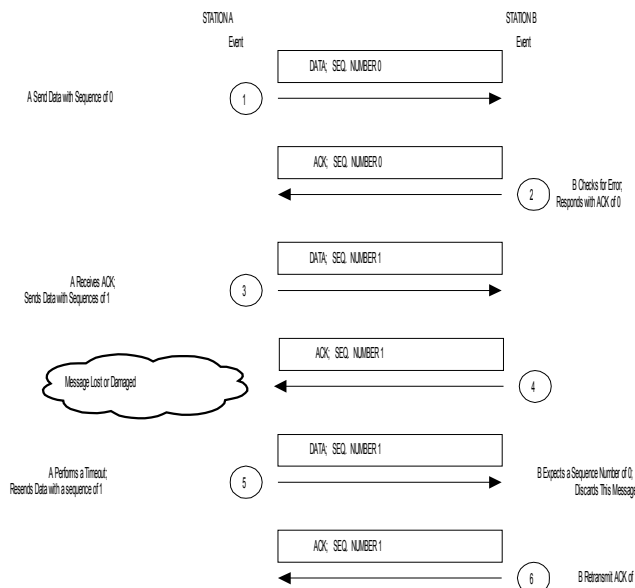 STATION A
STATION B
Event
Event
DATA; SEQ. NUMBER 0
A Send Data with Sequence of 0
1
ACK; SEQ. NUMBER 0
2
B Checks for Error;
Responds with ACK of 0
DATA; SEQ. NUMBER 1
A Receives ACK;
Sends Data with Sequences of 1
3
ACK; SEQ. NUMBER 1
Message Lost or Damaged
4
DATA; SEQ. NUMBER 1
A Performs a Timeout;
Resends Data with a sequence of 1
5
B Expects a Sequence Number of 0;
Discards This Message
ACK; SEQ. NUMBER 1
6
B Retransmit ACK of